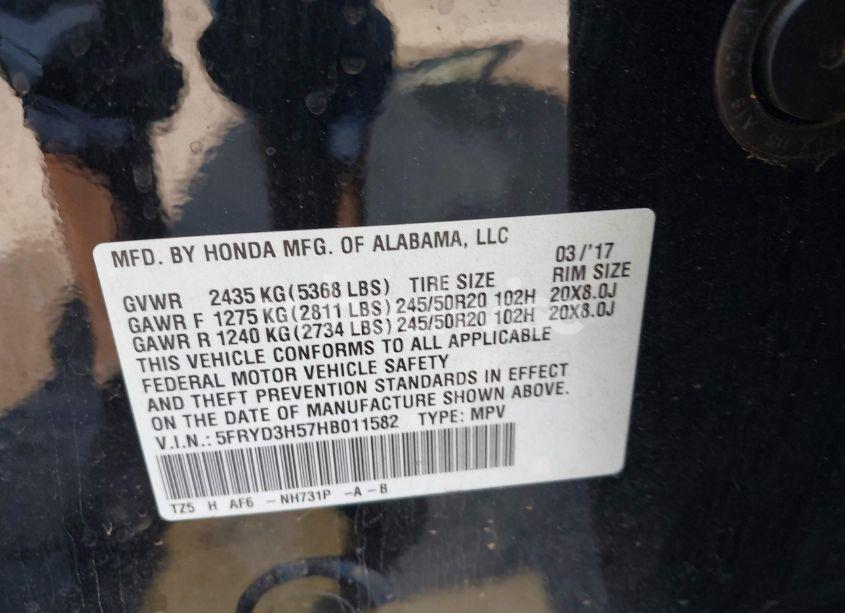 MFD. BY HONDA MFG. OF ALABAMA, LLC 03/'17
GVWR 2435 KG(5368 LBS) TIRE SIZE RIM SIZE
GAWR F 1275 KG(2811 LBS) 245/50R20 102H 20X8.0J
GAWR R 1240 KG(2734 LBS) 245/50R20 102H 20X8.0J
THIS VEHICLE CONFORMS TO ALL APPLICABLE
FEDERAL MOTOR VEHICLE SAFETY
AND THEFT PREVENTION STANDARDS IN EFFECT
ON THE DATE OF MANUFACTURE SHOWN ABOVE.
V.I.N.: 5FRYD3H57HB011582 TYPE: MPV
TZ5 H AF6 -NH731P -A-B
HONDA